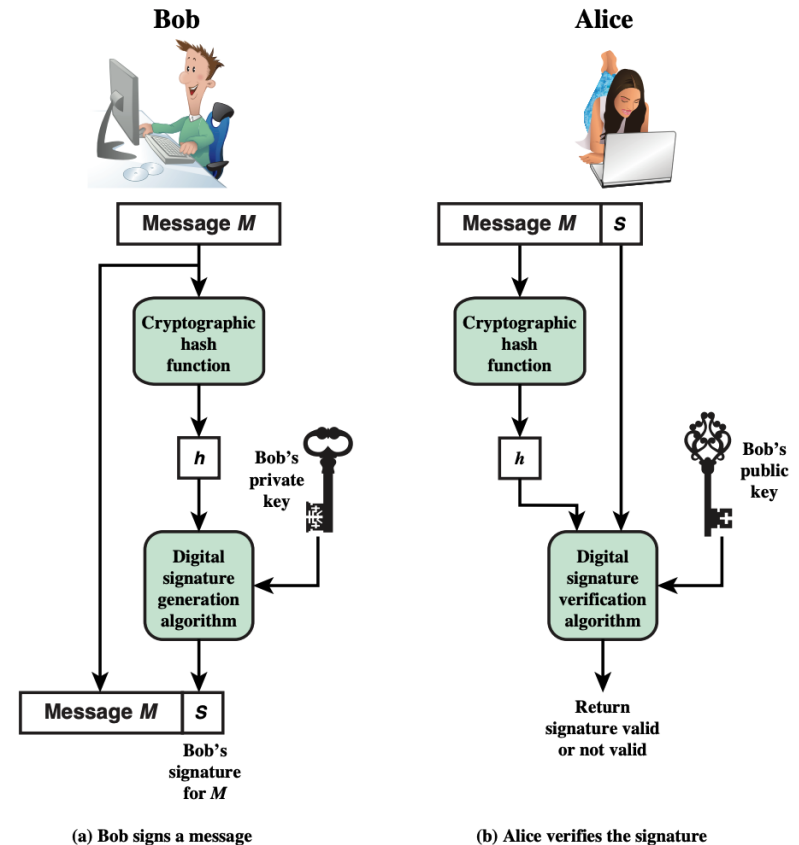 Bob
Message M
Cryptographic
hash
function
h
Bob's
private
key
Digital
signature
generation
algorithm
Message M S
Bob's
signature
for M
(a) Bob signs a message
Alice
Message M S
Cryptographic
hash
function
h
Bob's
public
key
Digital
signature
verification
algorithm
Return
signature valid
or not valid
(b) Alice verifies the signature